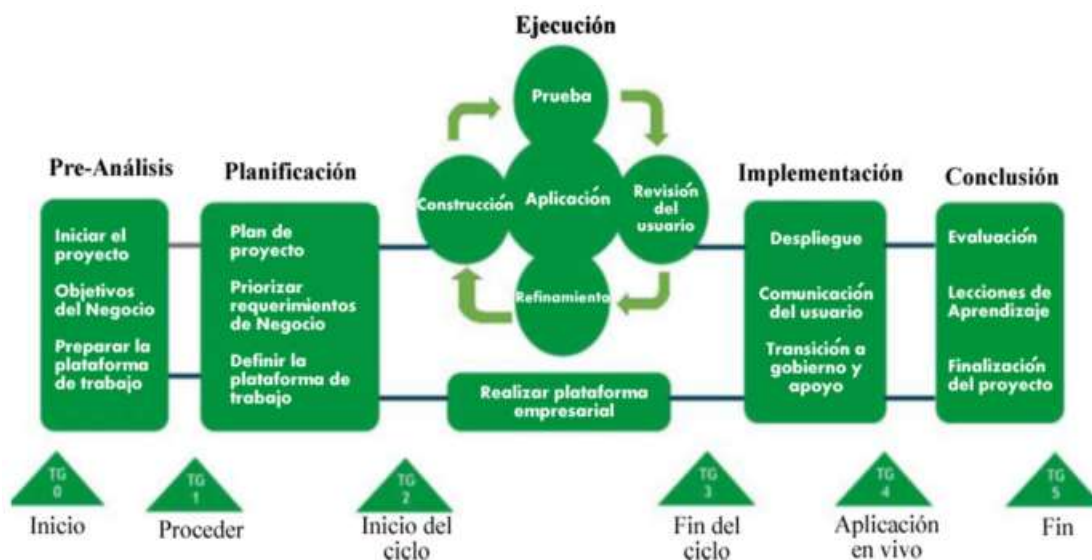 Ejecución
Prueba
Pre-Análisis
Planificación
Construcción
Aplicación
Revisión
del
usuario
Refinamiento
Implementación
Conclusión
Iniciar el
proyecto
Objetivos
del Negocio
Preparar la
plataforma
de trabajo
Plan de
proyecto
Priorizar
requerimientos
de Negocio
Definir la
plataforma de
trabajo
Realizar plataforma
empresarial
Despliegue
Comunicación
del usuario
Transición a
gobierno y
apoyo
Evaluación
Lecciones de
Aprendizaje
Finalización
del proyecto
TG
0
Inicio
TG
1
Proceder
TG
2
Inicio del
ciclo
TG
3
Fin del
ciclo
TG
4
Aplicación
en vivo
TG
5
Fin